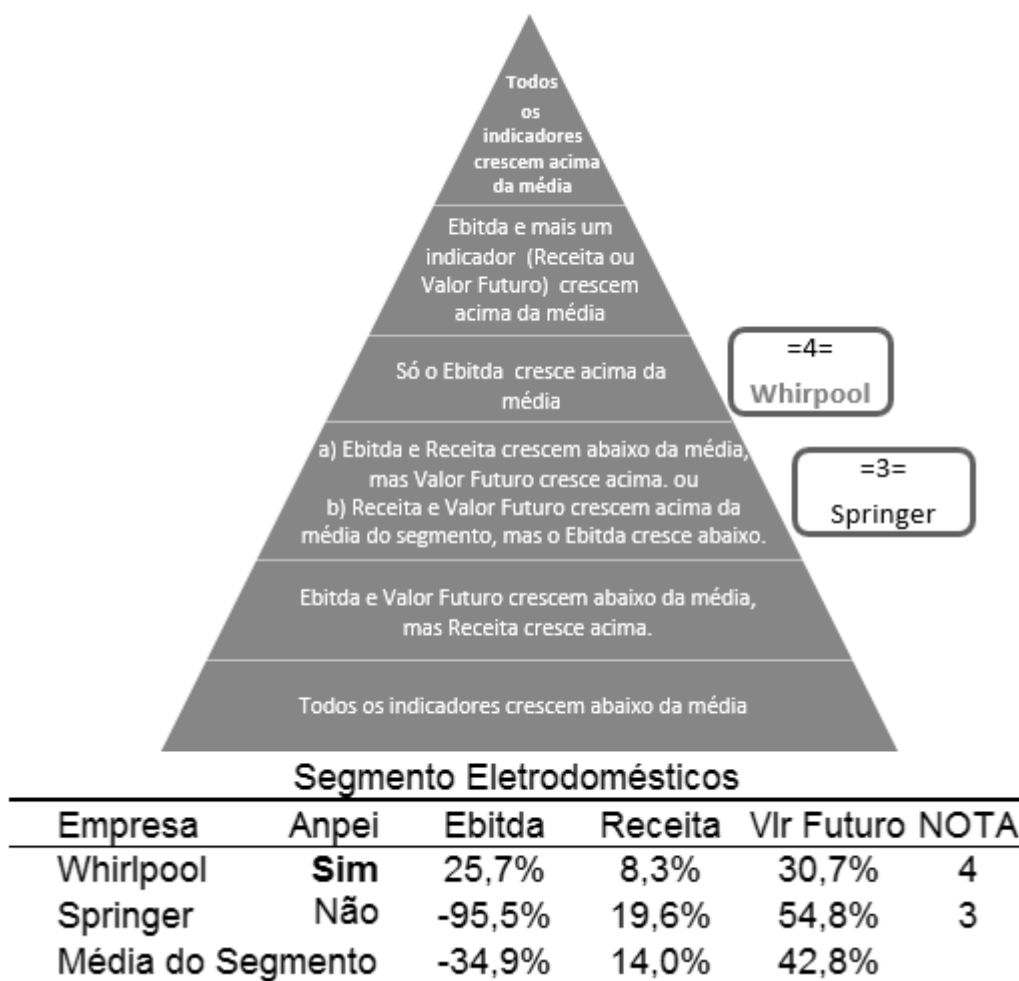 Todos
os
indicadores
crescem acima
da média
Ebitda e mais um
indicador (Receita ou
Valor Futuro) crescem
acima da média
=4=
Whirpool
Só o Ebitda cresce acima da
média
a) Ebitda e Receita crescem abaixo da média,
mas Valor Futuro cresce acima. ou
b) Receita e Valor Futuro crescem acima da
média do segmento, mas o Ebitda cresce abaixo.
=3=
Springer
Ebitda e Valor Futuro crescem abaixo da média,
mas Receita cresce acima.
Todos os indicadores crescem abaixo da média
Segmento Eletrodomésticos
Empresa Anpei Ebitda Receita Vlr Futuro NOTA
Whirlpool Sim 25,7% 8,3% 30,7% 4
Springer Não -95,5% 19,6% 54,8% 3
Média do Segmento -34,9% 14,0% 42,8%